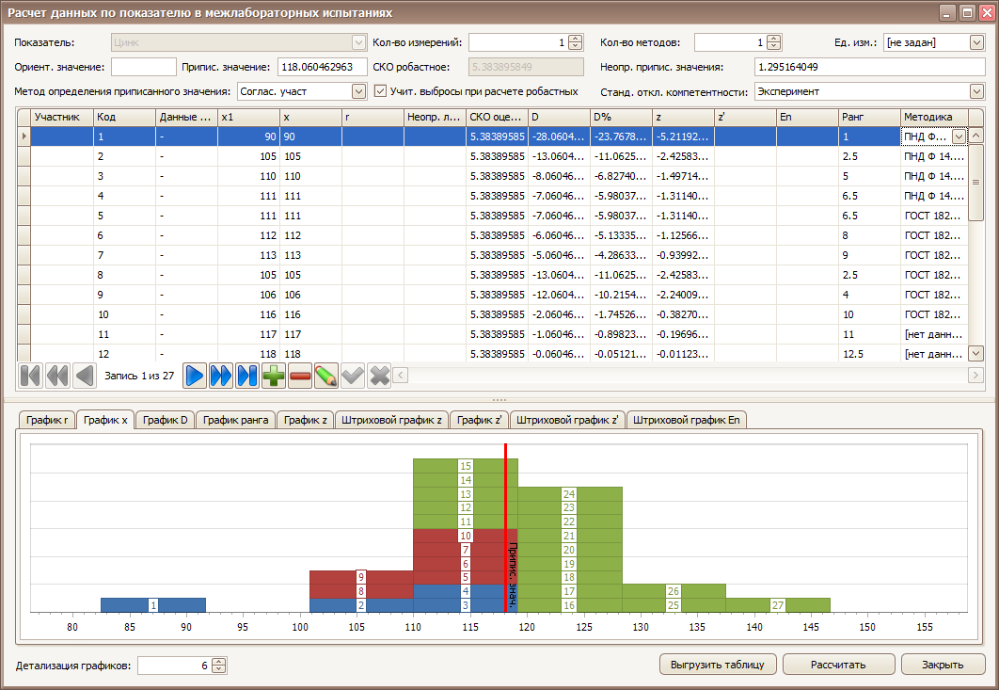 Расчет данных по показателю в межлабораторных испытаниях
Показатель: Цинк Кол-во измерений: 1 Кол-во методов: 1 Ед. изм.: [не задан]
Ориент. значение: Припис. значение: 118.060462963 СКО робастное: 5.383895849 Неопр. припис. значения: 1.295164049
Метод определения приписанного значения: Соглас. участ Учит. выбросы при расчете робастных Станд. откл. компетентности: Эксперимент
Участник Код Данные ... x1 x r Неопр. л... СКО оце... D D% z z' En Ранг Методика
1 - 90 90 5.38389585 -28.0604... -23.7678... -5.21192... 1 ПНД Ф...
2 - 105 105 5.38389585 -13.0604... -11.0625... -2.42583... 2.5 ПНД Ф 14....
3 - 110 110 5.38389585 -8.06046... -6.82740... -1.49714... 5 ПНД Ф 14....
4 - 111 111 5.38389585 -7.06046... -5.98037... -1.31140... 6.5 ПНД Ф 14....
5 - 111 111 5.38389585 -7.06046... -5.98037... -1.31140... 6.5 ГОСТ 182...
6 - 112 112 5.38389585 -6.06046... -5.13335... -1.12566... 8 ГОСТ 182...
7 - 113 113 5.38389585 -5.06046... -4.28633... -0.93992... 9 ГОСТ 182...
8 - 105 105 5.38389585 -13.0604... -11.0625... -2.42583... 2.5 ГОСТ 182...
9 - 106 106 5.38389585 -12.0604... -10.2154... -2.24009... 4 ГОСТ 182...
10 - 116 116 5.38389585 -2.06046... -1.74526... -0.38270... 10 ГОСТ 182...
11 - 117 117 5.38389585 -1.06046... -0.89823... -0.19696... 11 [нет данн...
12 - 118 118 5.38389585 -0.06046... -0.05121... -0.01123... 12.5 [нет данн...
Запись 1 из 27
График r График x График D График ранга График z Штриховой график z График z' Штриховой график z' Штриховой график En
15
14
13 24
12 23
11 22
10 21
7 20
6 19
9 5 18
8 4 17 26
1 2 3 16 25 27
Припис. знач.
80 85 90 95 100 105 110 115 120 125 130 135 140 145 150 155
Детализация графиков: 6 Выгрузить таблицу Рассчитать Закрыть